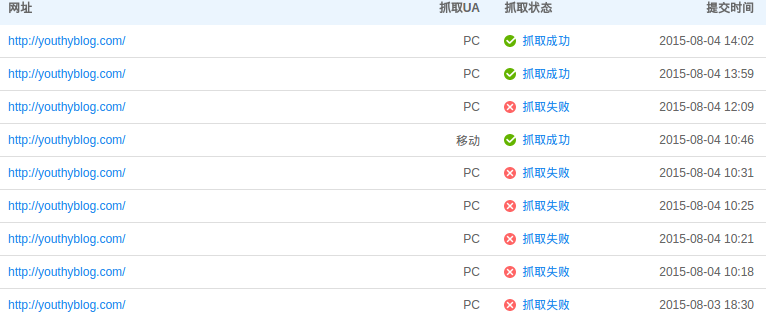 网址 抓取UA 抓取状态 提交时间
http://youthyblog.com/ PC 抓取成功 2015-08-04 14:02
http://youthyblog.com/ PC 抓取成功 2015-08-04 13:59
http://youthyblog.com/ PC 抓取失败 2015-08-04 12:09
http://youthyblog.com/ 移动 抓取成功 2015-08-04 10:46
http://youthyblog.com/ PC 抓取失败 2015-08-04 10:31
http://youthyblog.com/ PC 抓取失败 2015-08-04 10:25
http://youthyblog.com/ PC 抓取失败 2015-08-04 10:21
http://youthyblog.com/ PC 抓取失败 2015-08-04 10:18
http://youthyblog.com/ PC 抓取失败 2015-08-03 18:30